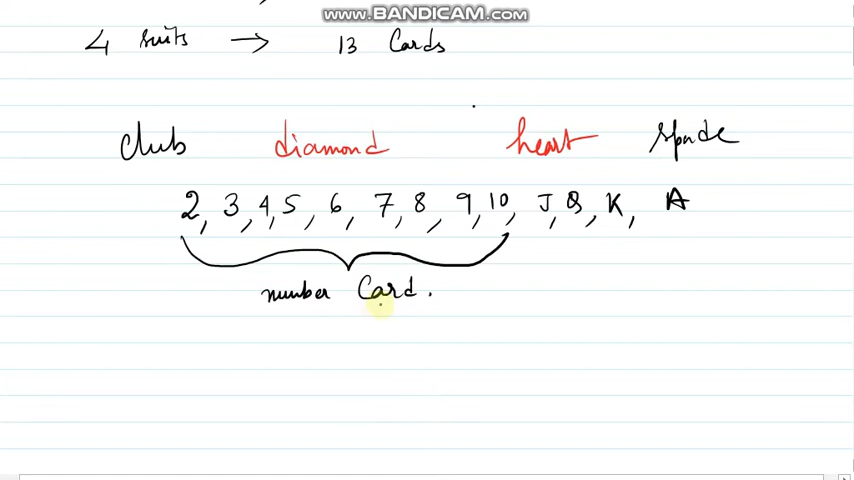 www.BANDICAM.com
4 suits → 13 Cards
club diamond heart spade
2, 3, 4, 5, 6, 7, 8, 9, 10, J, Q, K, A
number Card.